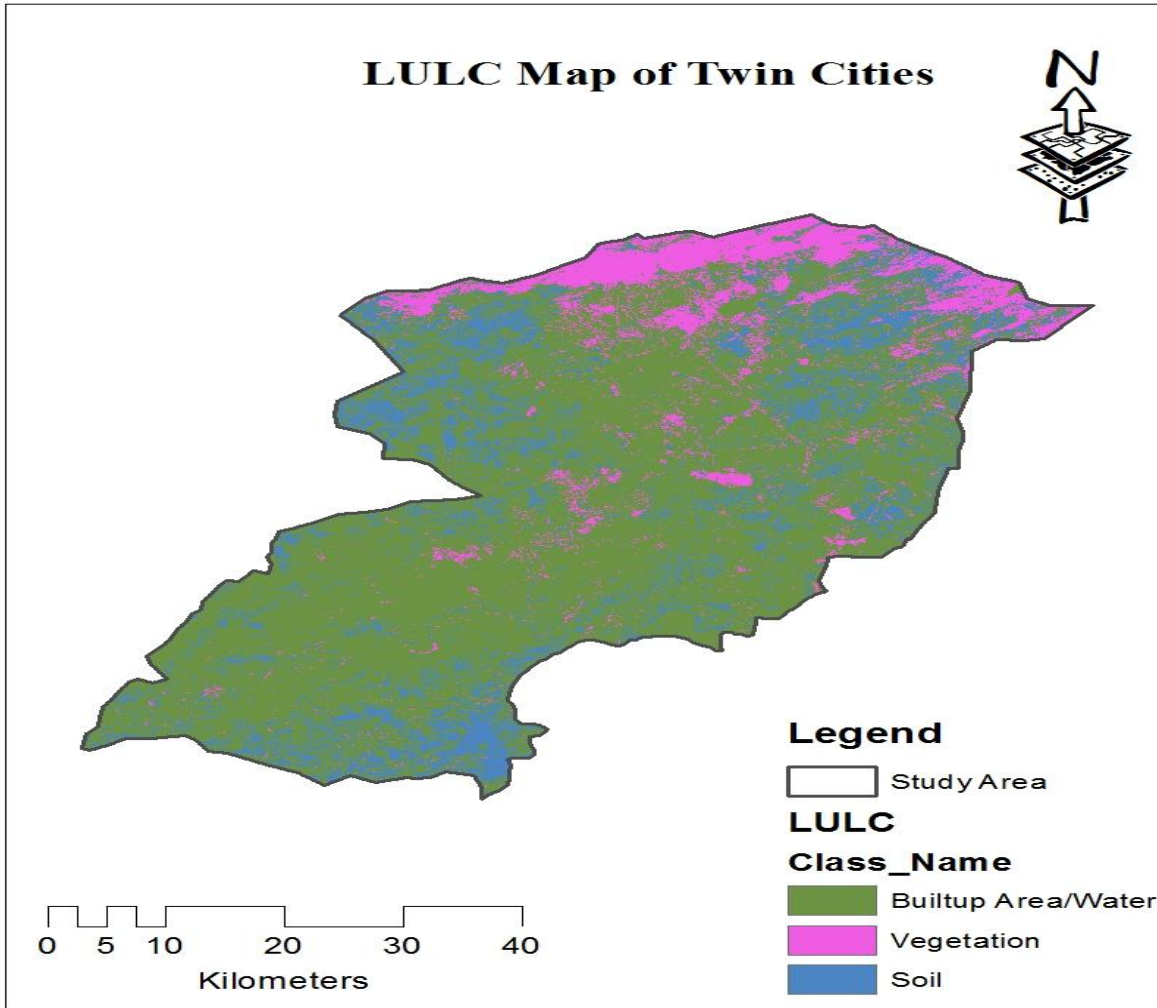 LULC Map of Twin Cities
N
Legend
Study Area
LULC
Class_Name
Builtup Area/Water
Vegetation
Soil
0 5 10 20 30 40
Kilometers